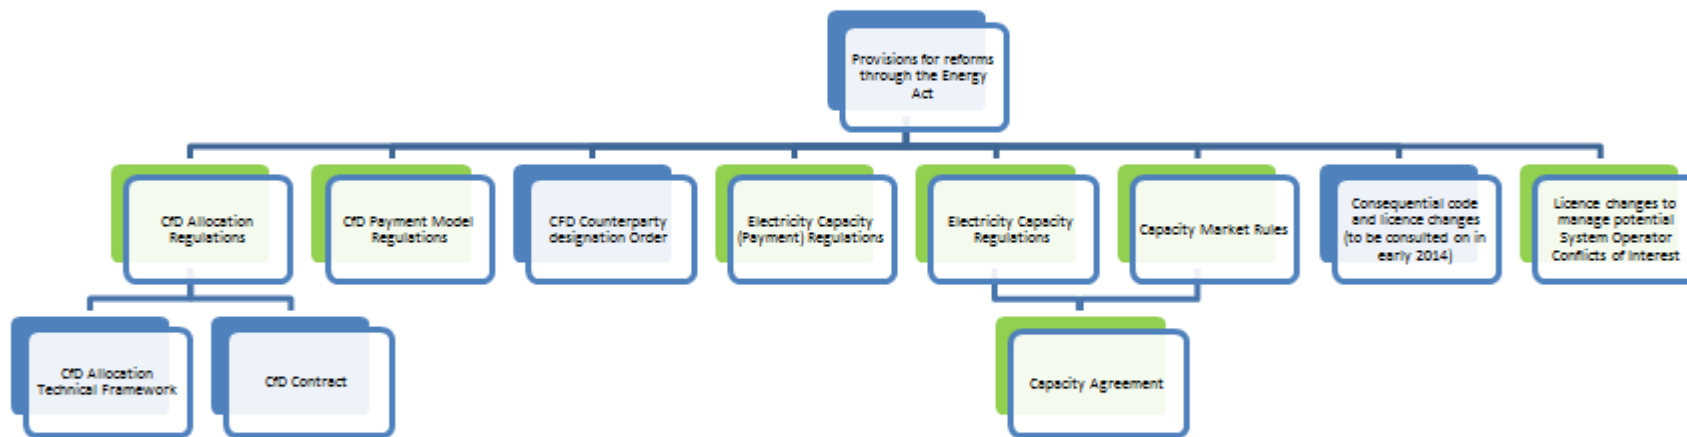 Provisions for reforms
through the Energy
Act
CfD Allocation
Regulations
CfD Payment Model
Regulations
CFD Counterparty
designation Order
Electricity Capacity
(Payment) Regulations
Electricity Capacity
Regulations
Capacity Market Rules
Consequential code
and licence changes
(to be consulted on in
early 2014)
Licence changes to
manage potential
System Operator
Conflicts of Interest
CfD Allocation
Technical Framework
CfD Contract
Capacity Agreement